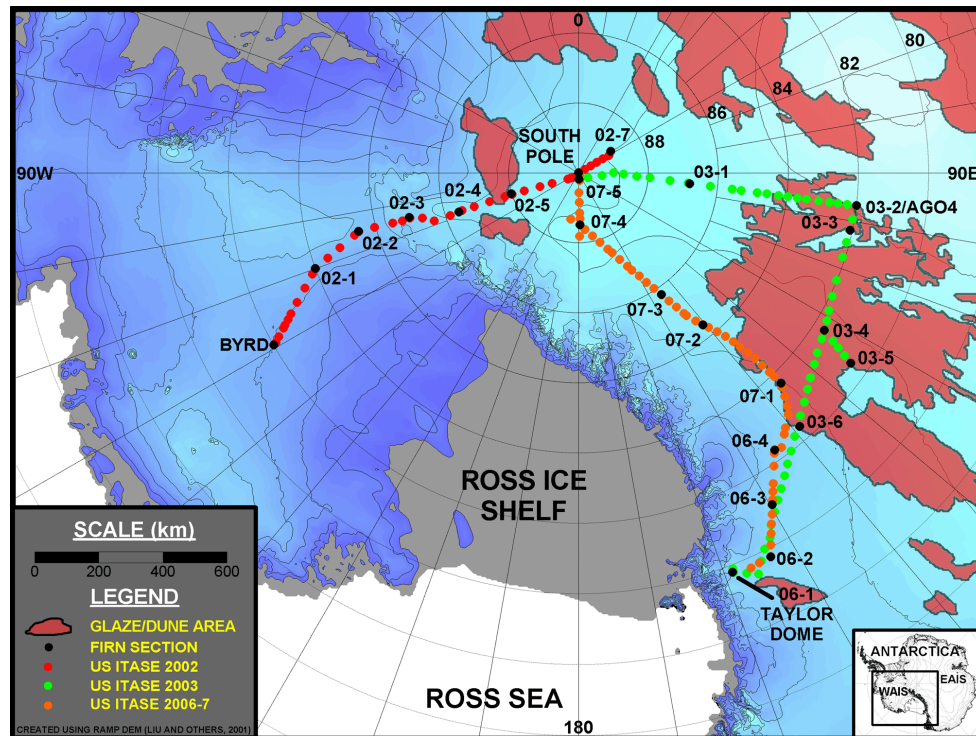 0
80
82
84
86
88
SOUTH
POLE
02-7
90W
90E
03-1
02-4
02-3
02-5
07-5
07-4
03-2/AGO4
03-3
02-2
02-1
07-3
07-2
BYRD
03-4
03-5
07-1
03-6
06-4
06-3
ROSS ICE
SHELF
06-2
06-1
TAYLOR
DOME
ROSS SEA
180
SCALE (km)
0 200 400 600
LEGEND
GLAZE/DUNE AREA
FIRN SECTION
US ITASE 2002
US ITASE 2003
US ITASE 2006-7
CREATED USING RAMP DEM (LIU AND OTHERS, 2001)
ANTARCTICA
EAIS
WAIS